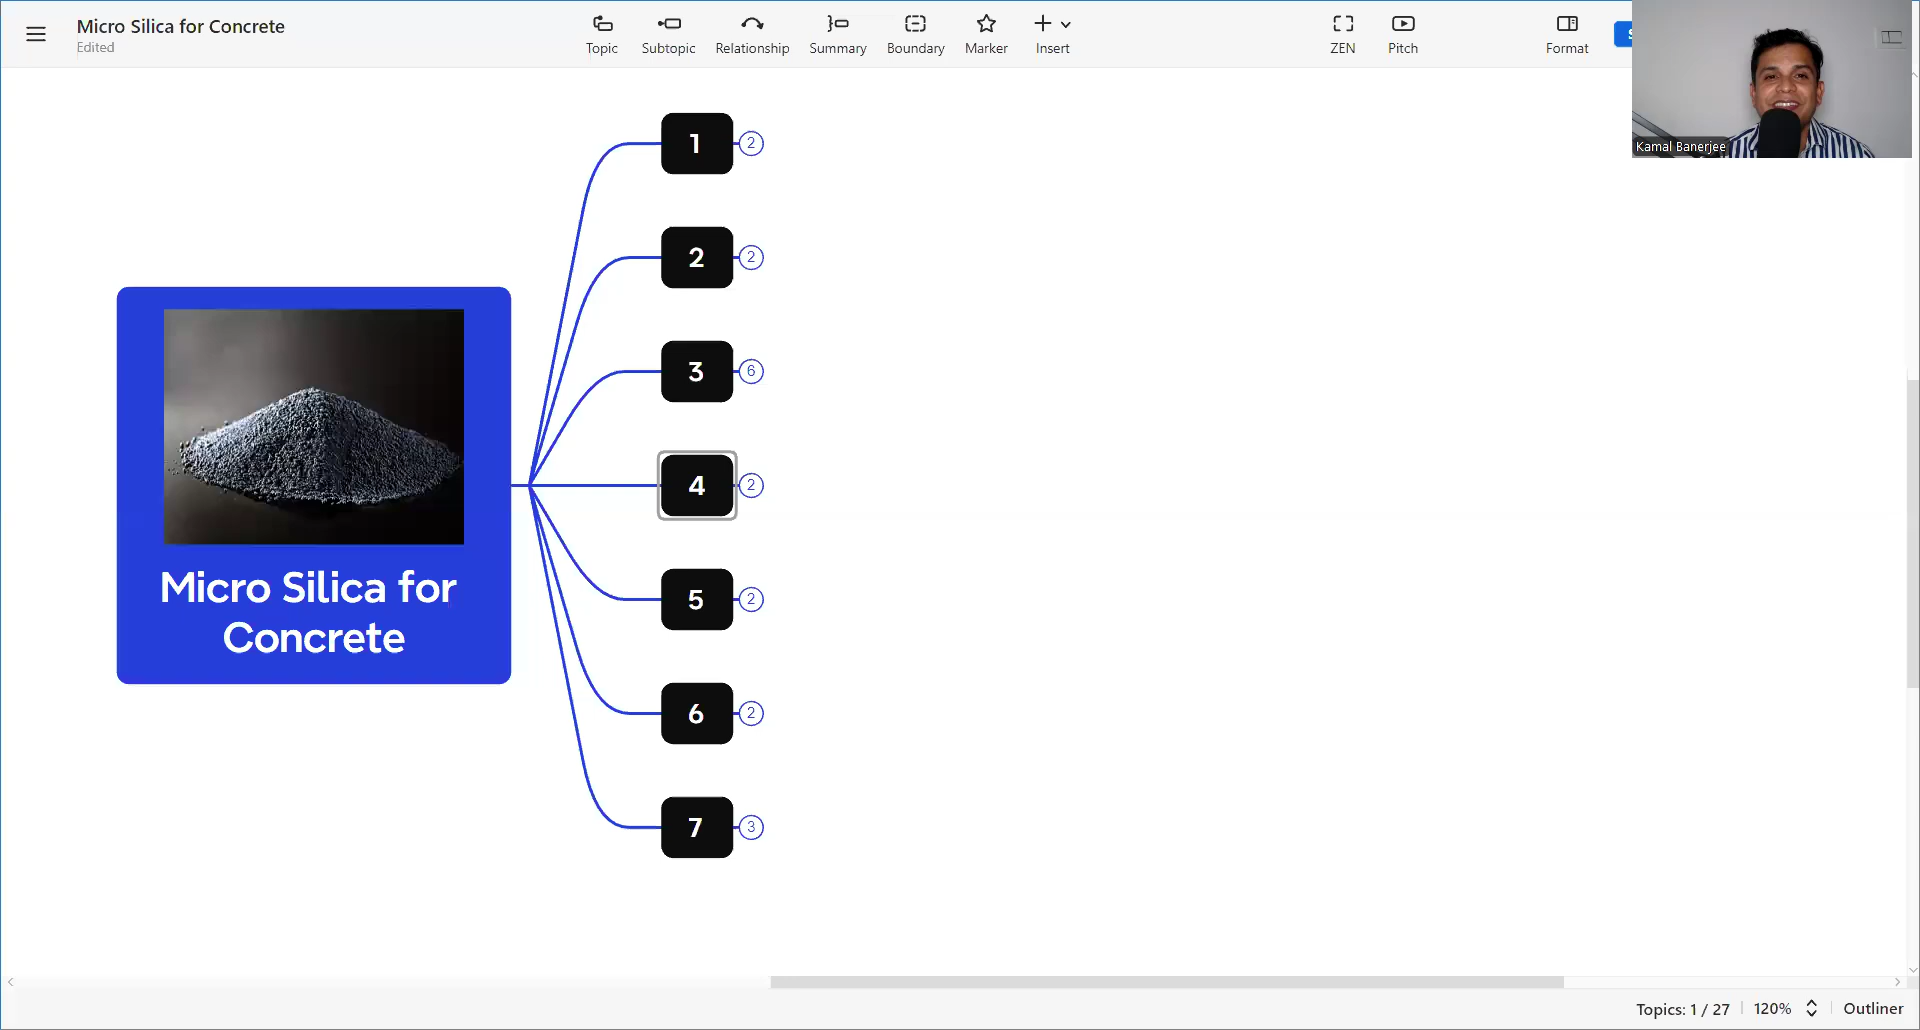 Micro Silica for Concrete
Edited
Topic
Subtopic
Relationship
Summary
Boundary
Marker
Insert
ZEN
Pitch
Format
S
Kamal Banerjee
Micro Silica for
Concrete
1
2
2
2
3
6
4
2
5
2
6
2
7
3
Topics: 1 / 27
120%
Outliner